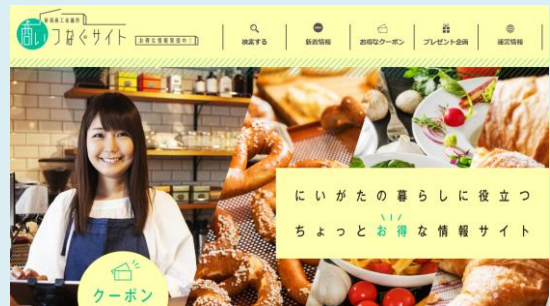 新潟商工会議所
商いつなぐサイト
お得な情報発信中！
検索する
新着情報
お得なクーポン
プレゼント企画
運営情報
にいがたの暮らしに役立つ
ちょっとお得な情報サイト
クーポン